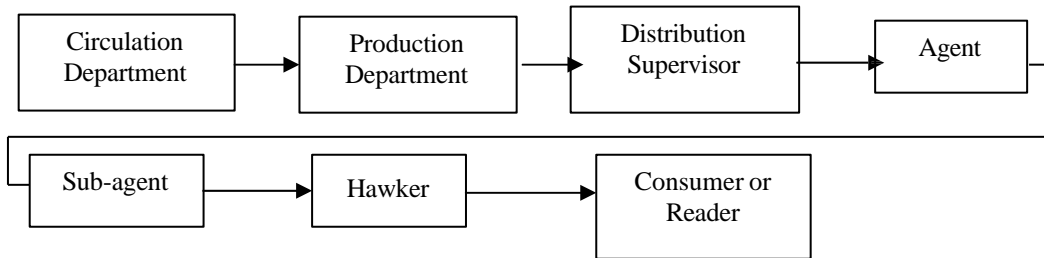 Circulation
Department
Production
Department
Distribution
Supervisor
Agent
Sub-agent
Hawker
Consumer or
Reader